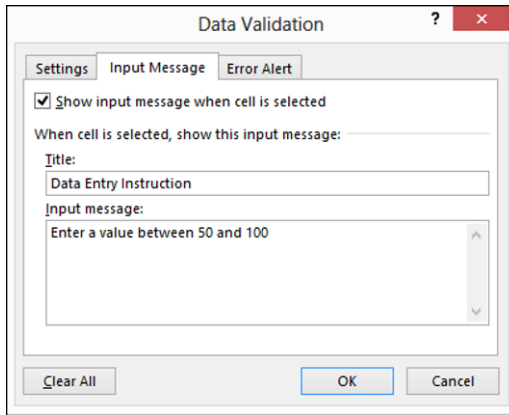 Data Validation
?
Settings Input Message Error Alert
Show input message when cell is selected
When cell is selected, show this input message:
Title:
Data Entry Instruction
Input message:
Enter a value between 50 and 100
Clear All OK Cancel